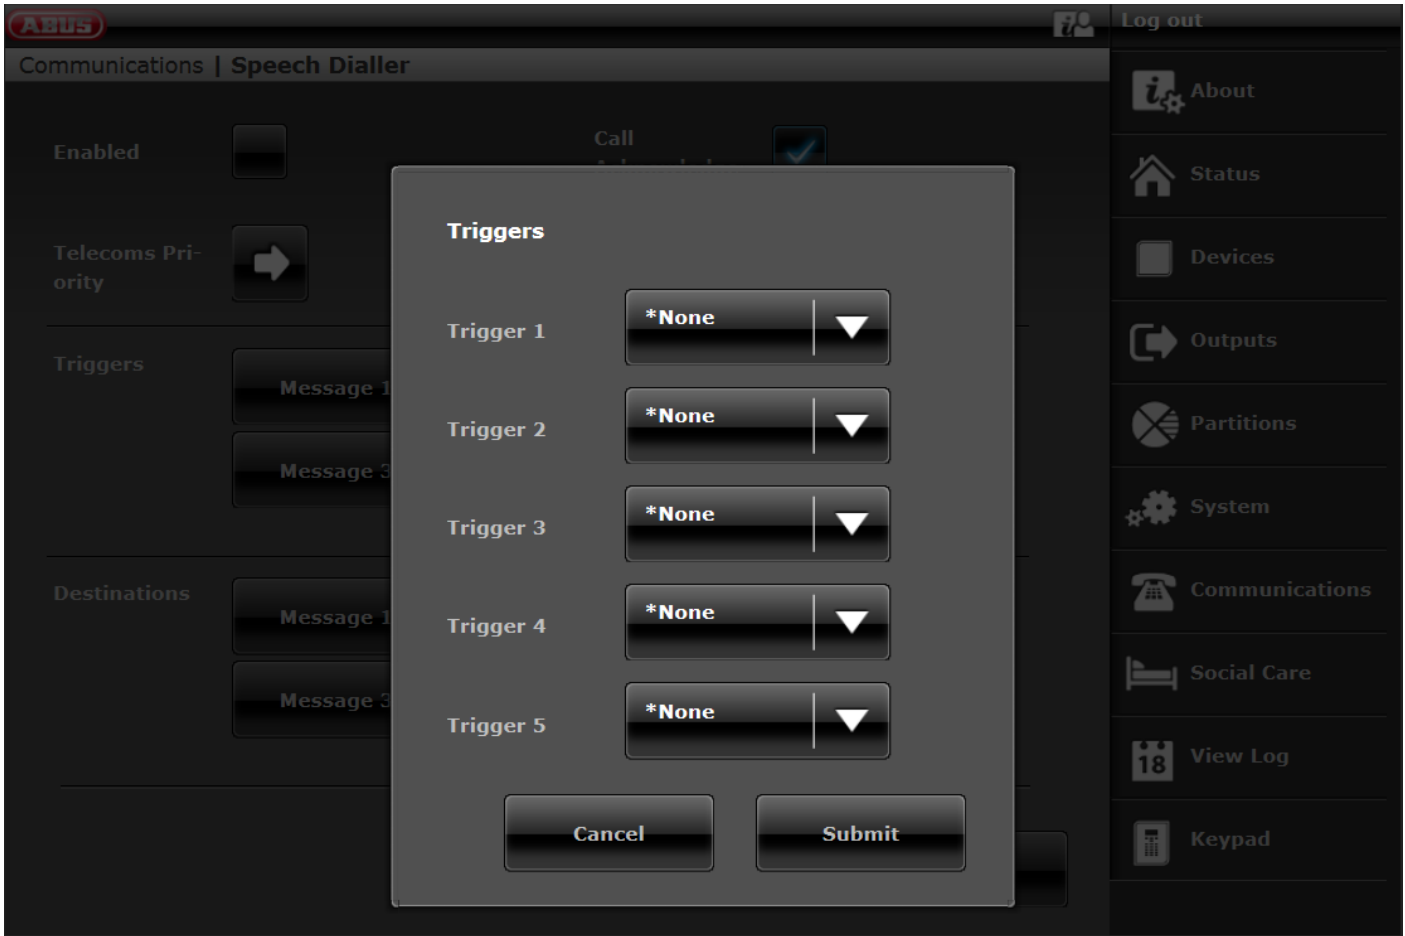 ABUS
Log out
Communications | Speech Dialler
Enabled
Call
Telecoms Pri-
ority
Triggers
Message 1
Message 3
Destinations
Message 1
Message 3
Triggers
Trigger 1
*None
Trigger 2
*None
Trigger 3
*None
Trigger 4
*None
Trigger 5
*None
Cancel
Submit
About
Status
Devices
Outputs
Partitions
System
Communications
Social Care
18
View Log
Keypad